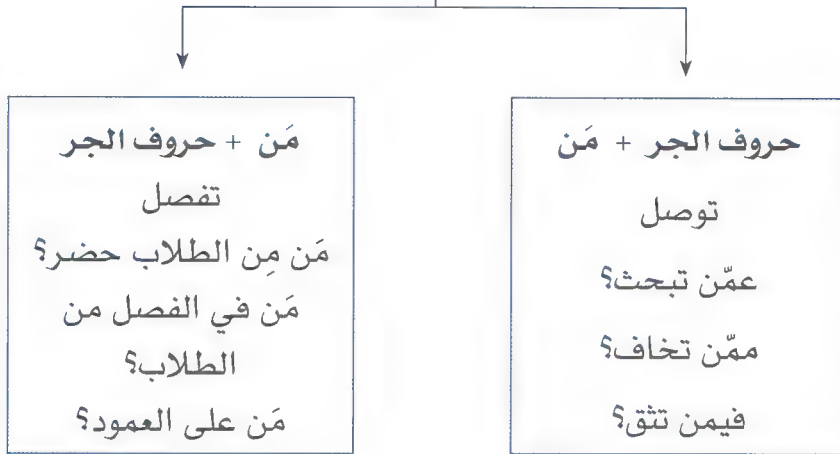 حروف الجر + مَن
توصل
عمّن تبحث؟
ممّن تخاف؟
فيمن تثق؟
مَن + حروف الجر
تفصل
مَن مِن الطلاب حضر؟
مَن في الفصل من
الطلاب؟
مَن على العمود؟